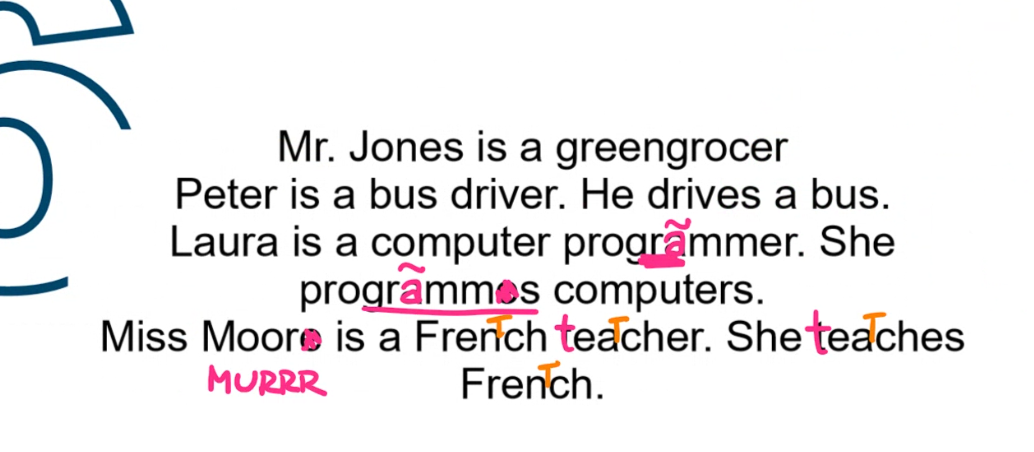 Mr. Jones is a greengrocer
Peter is a bus driver. He drives a bus.
Laura is a computer programmer. She
programmes computers.
Miss Moore is a French teacher. She teaches
MURRR
French.